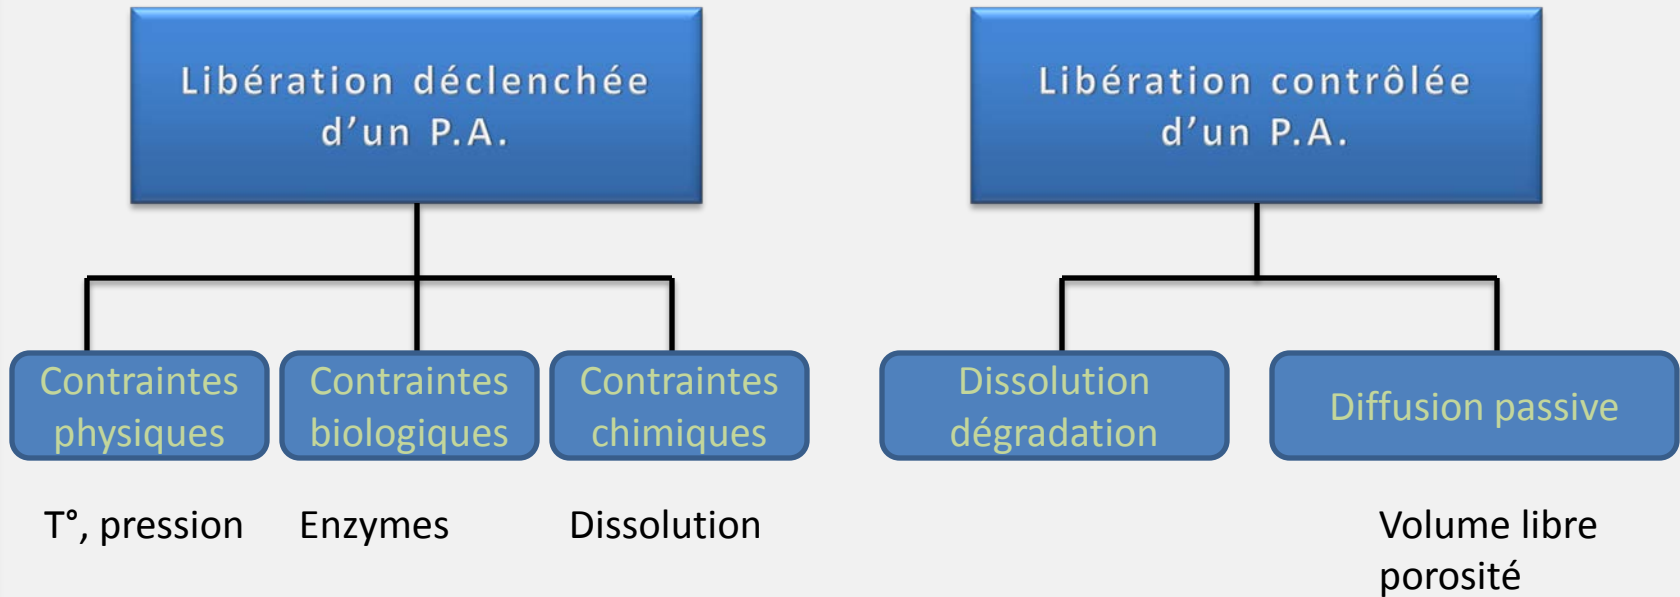 Libération déclenchée
d’un P.A.
Libération contrôlée
d’un P.A.
Contraintes
physiques
Contraintes
biologiques
Contraintes
chimiques
Dissolution
dégradation
Diffusion passive
T°, pression
Enzymes
Dissolution
Volume libre
porosité